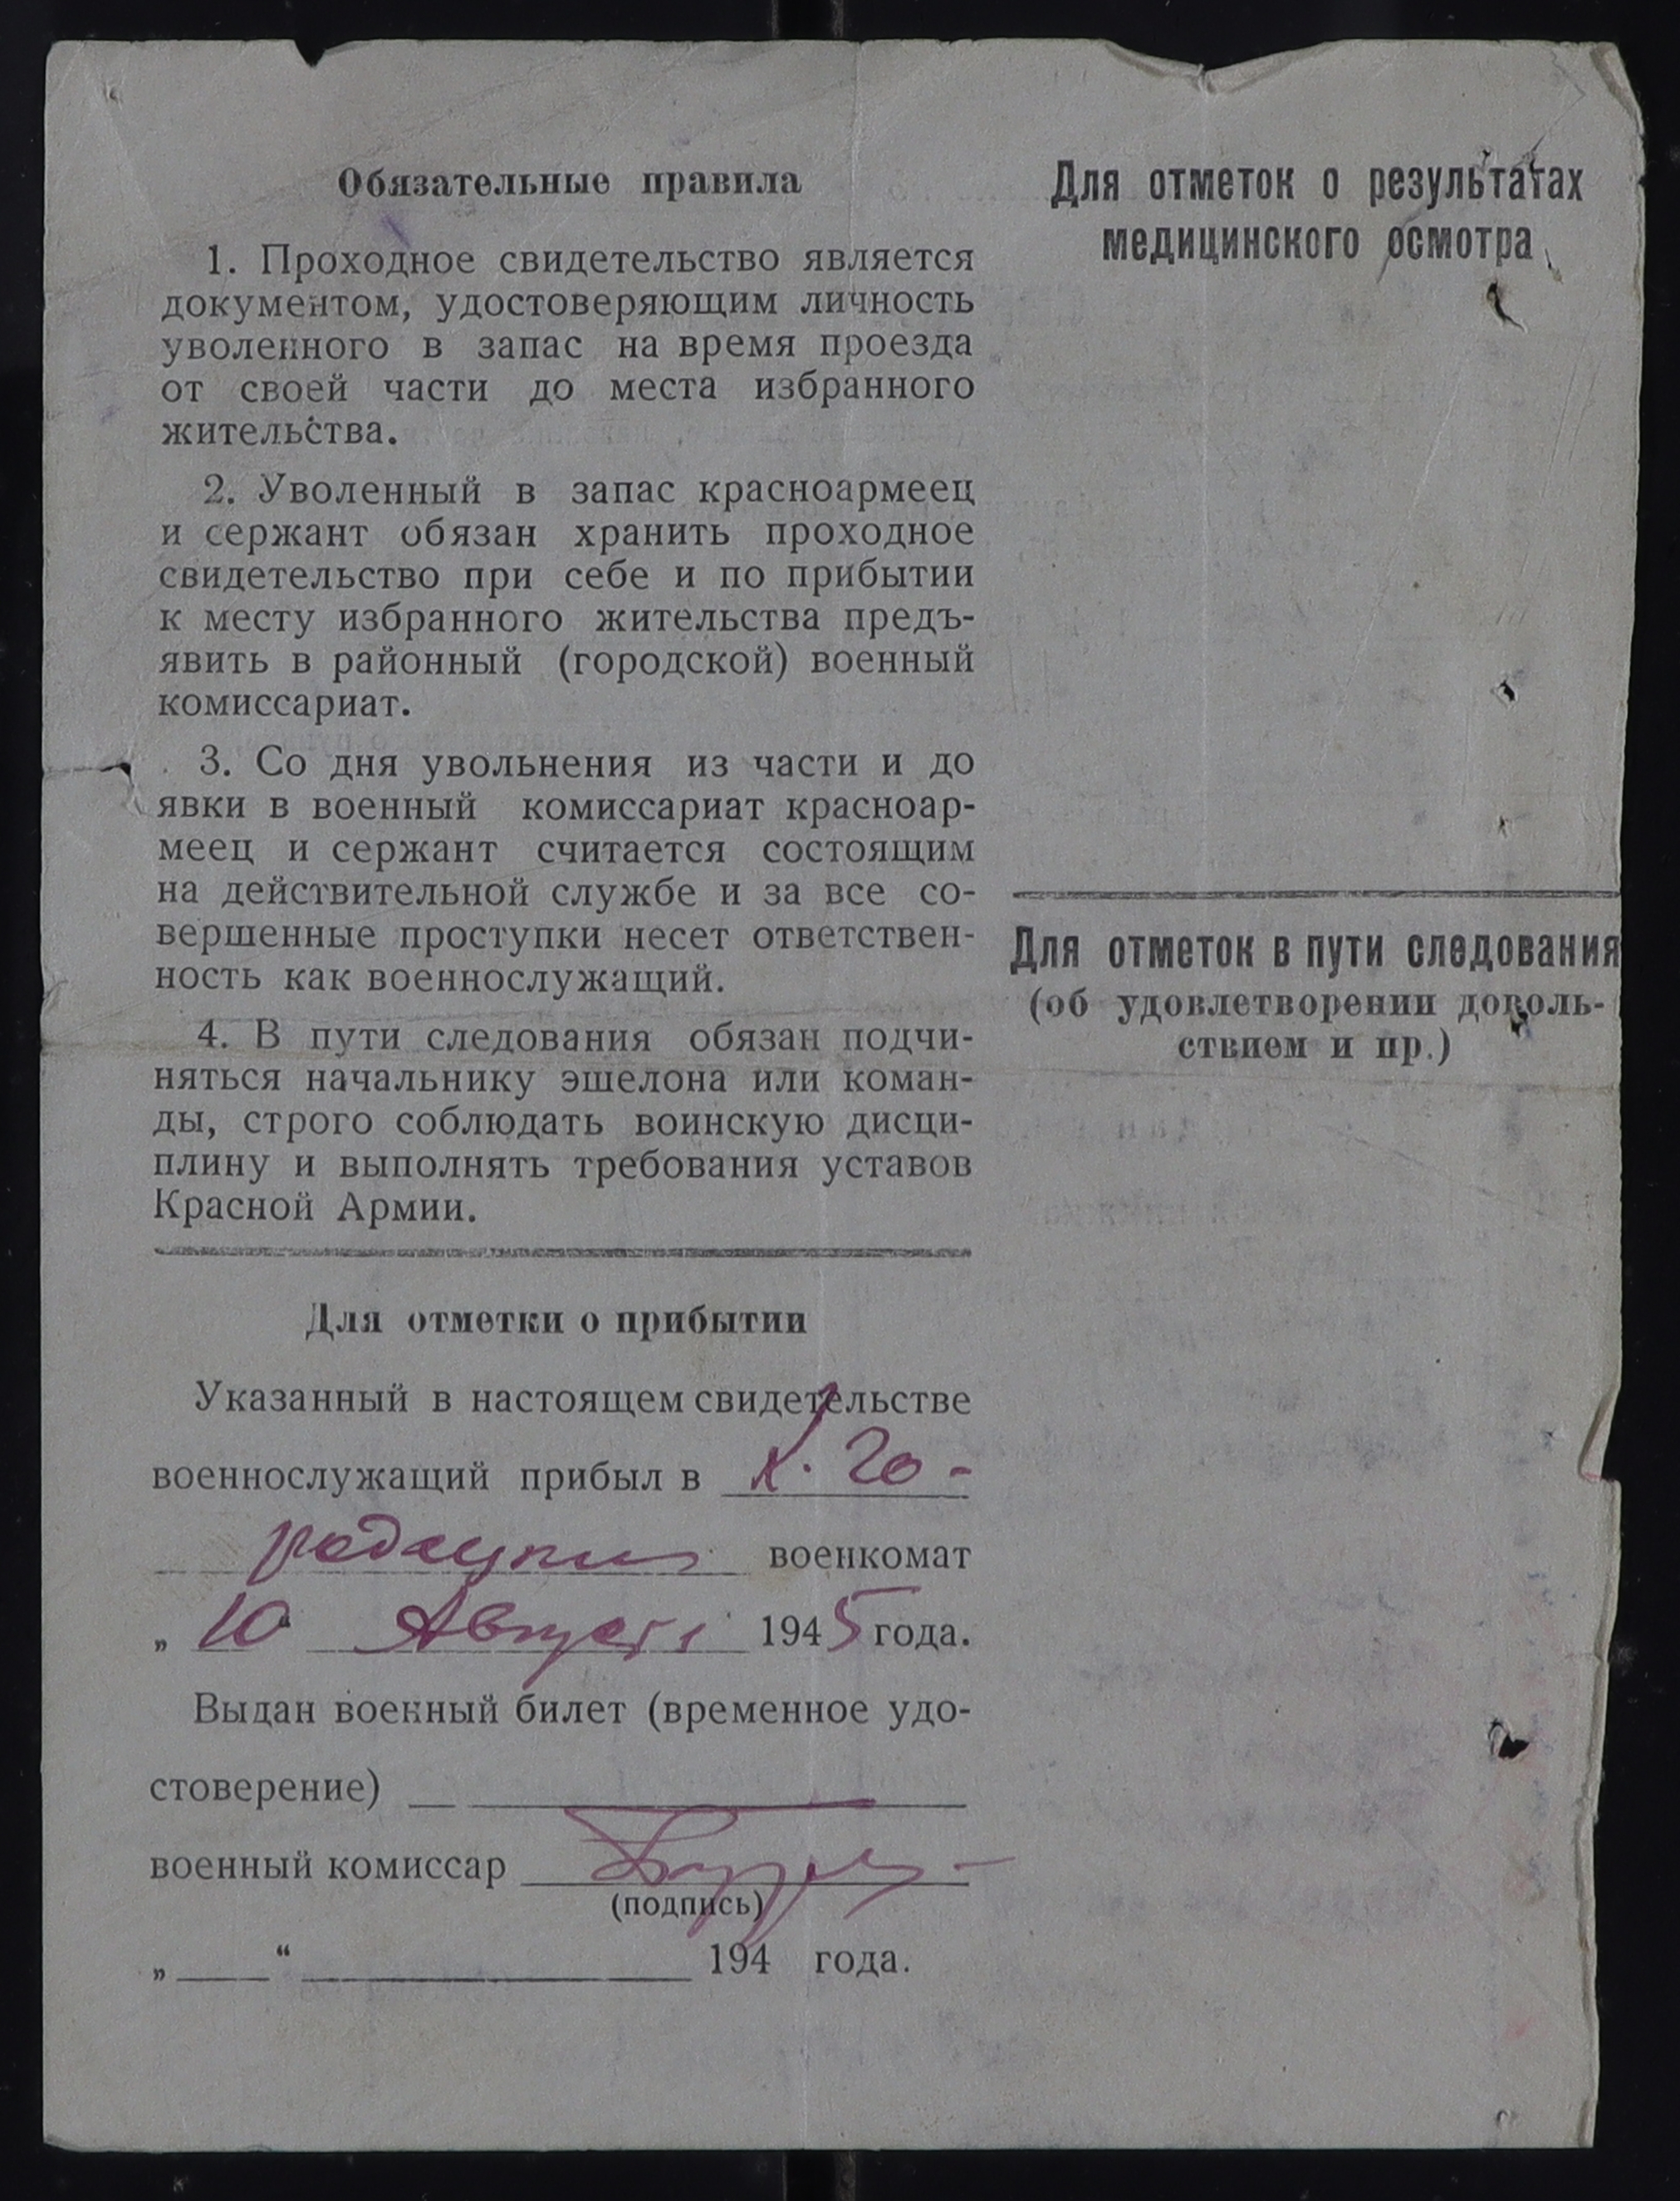 Обязательные правила
1. Проходное свидетельство является
документом, удостоверяющим личность
уволенного в запас на время проезда
от своей части до места избранного
жительства.
2. Уволенный в запас красноармеец
и сержант обязан хранить проходное
свидетельство при себе и по прибытии
к месту избранного жительства предъ-
явить в районный (городской) военный
комиссариат.
3. Со дня увольнения из части и до
явки в военный комиссариат красноар-
меец и сержант считается состоящим
на действительной службе и за все со-
вершенные проступки несет ответствен-
ность как военнослужащий.
4. В пути следования обязан подчи-
няться начальнику эшелона или коман-
ды, строго соблюдать воинскую дисци-
плину и выполнять требования уставов
Красной Армии.
Для отметки о прибытии
Указанный в настоящем свидетельстве
военнослужащий прибыл в
военкомат
„ 10 “ Августа 1945 года.
Выдан военный билет (временное удо-
стоверение)
военный комиссар
(подпись)
„ “ 194 года.
Для отметок о результатах
медицинского осмотра
Для отметок в пути следования
(об удовлетворении доволь-
ствием и пр.)